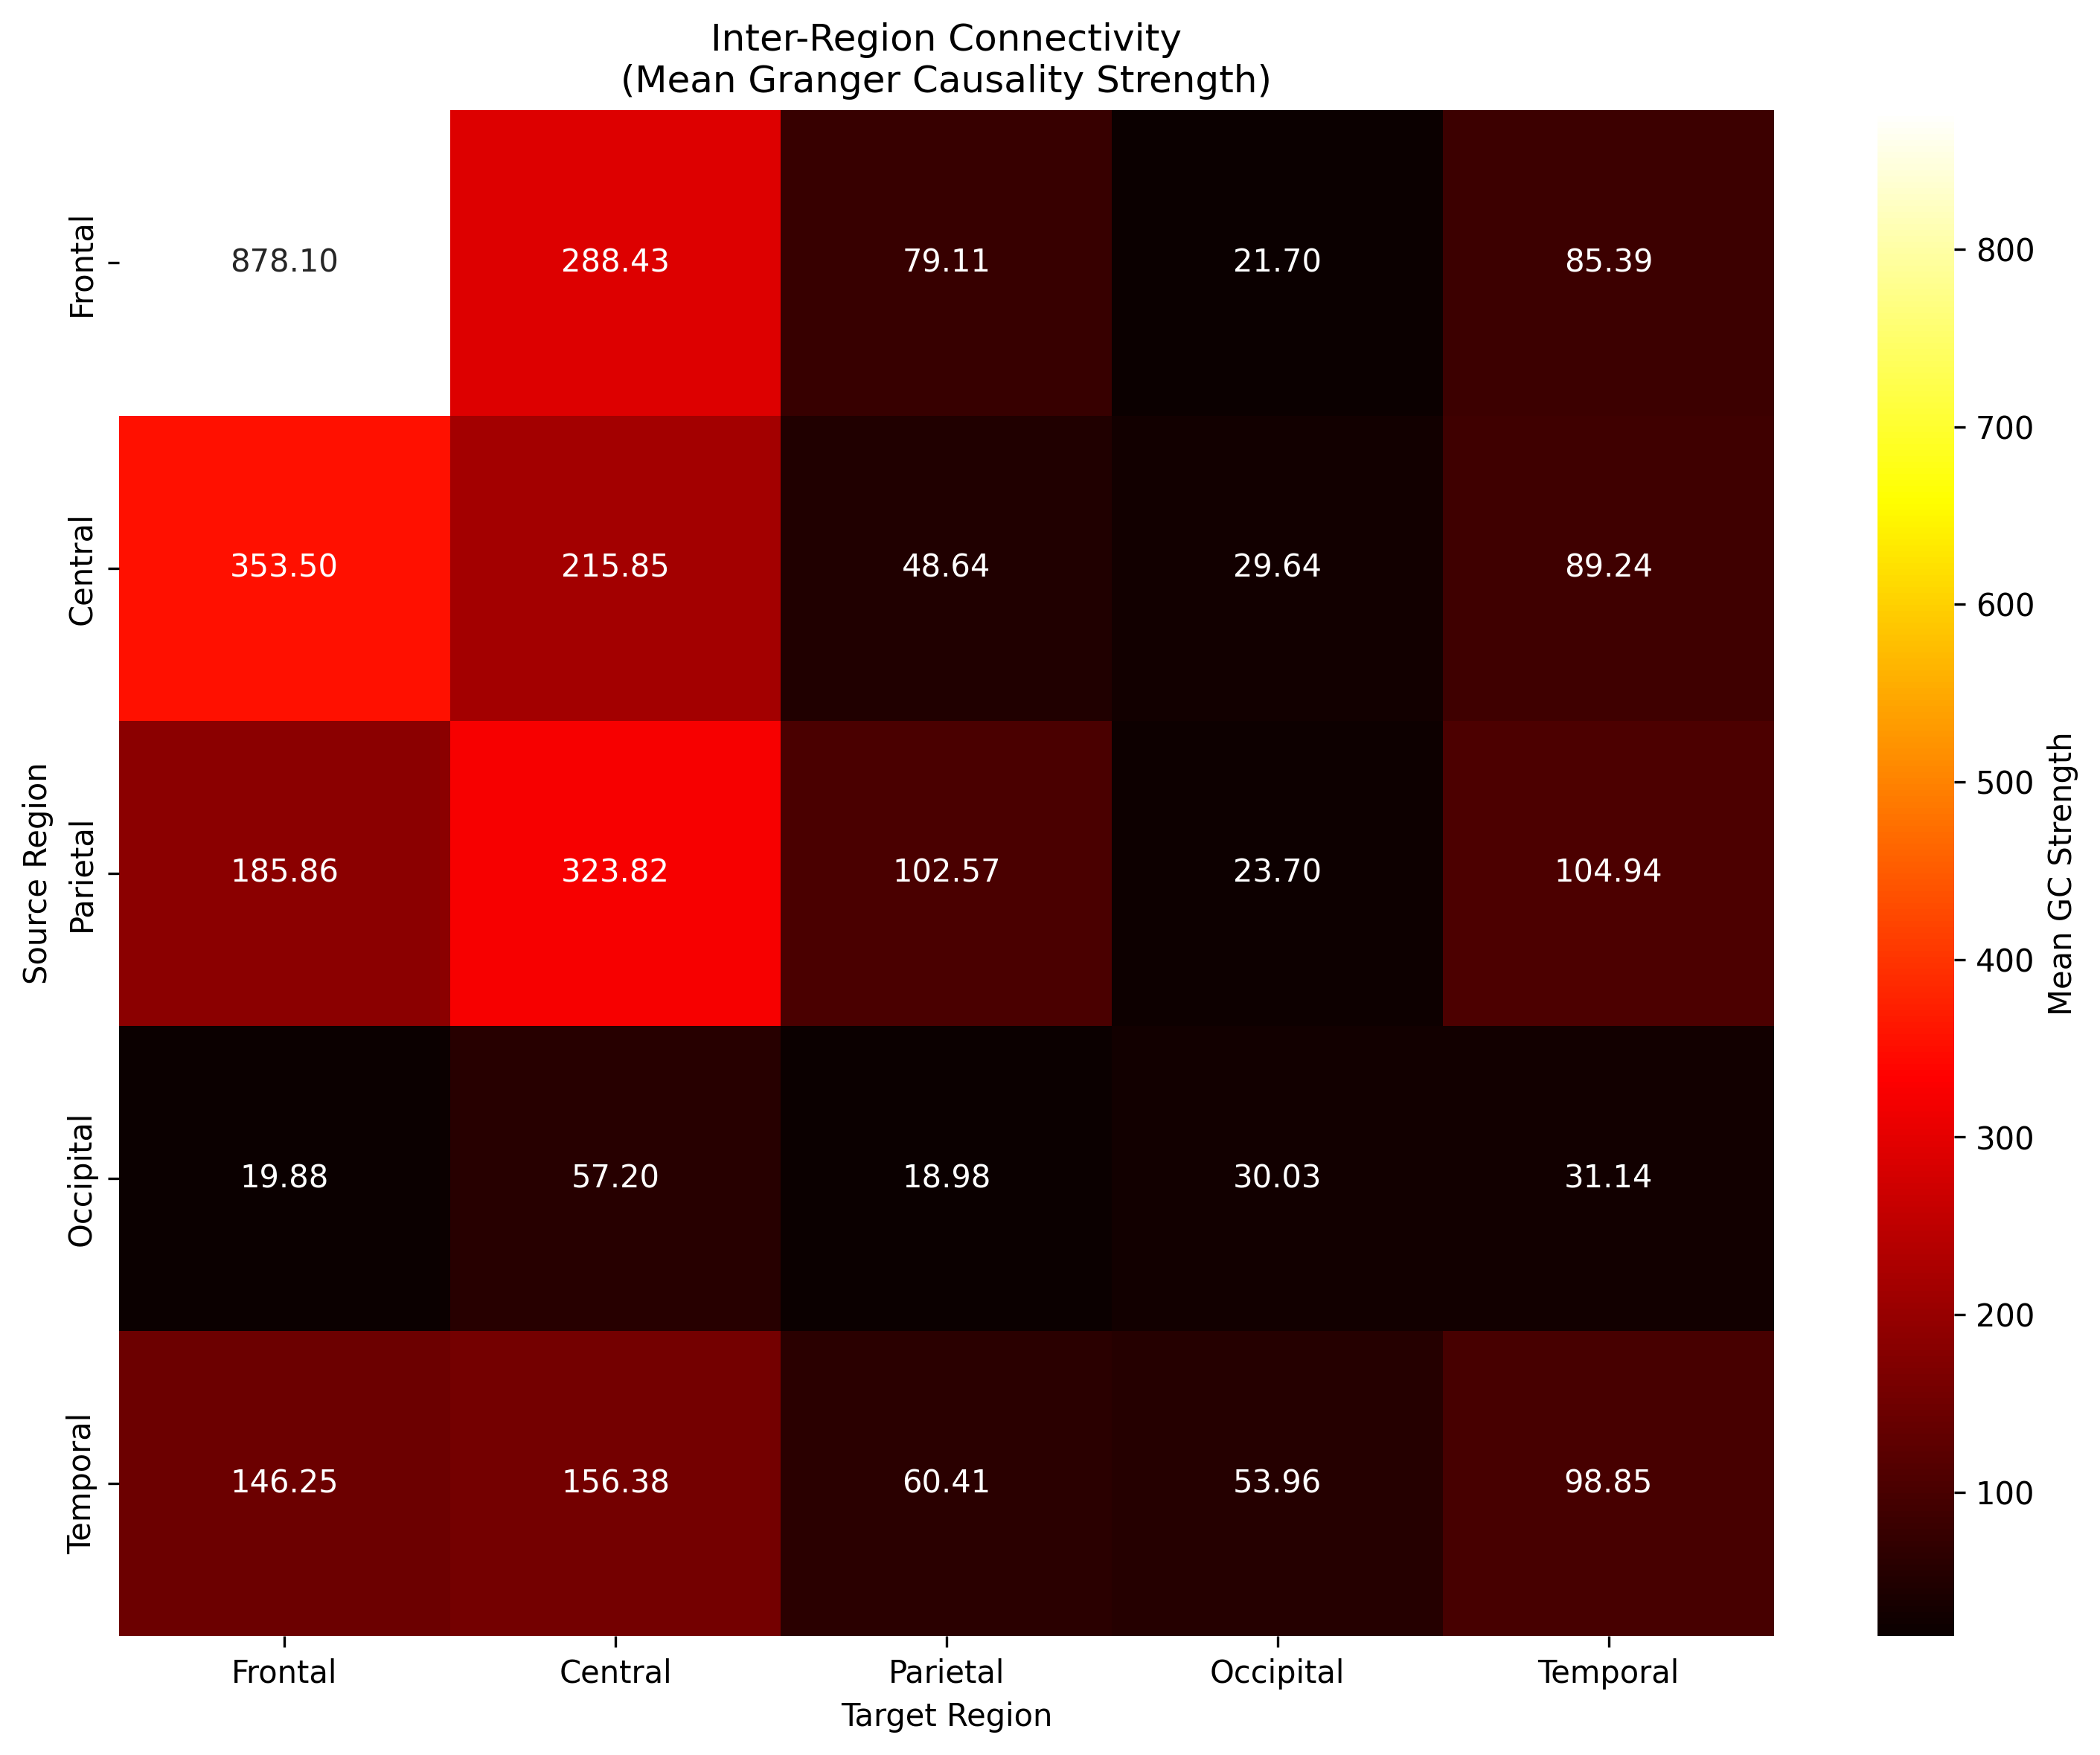 Inter-Region Connectivity
(Mean Granger Causality Strength)
Source Region
Frontal
878.10 288.43 79.11 21.70 85.39
Central
353.50 215.85 48.64 29.64 89.24
Parietal
185.86 323.82 102.57 23.70 104.94
Occipital
19.88 57.20 18.98 30.03 31.14
Temporal
146.25 156.38 60.41 53.96 98.85
Frontal Central Parietal Occipital Temporal
Target Region
800
700
600
500
400
300
200
100
Mean GC Strength